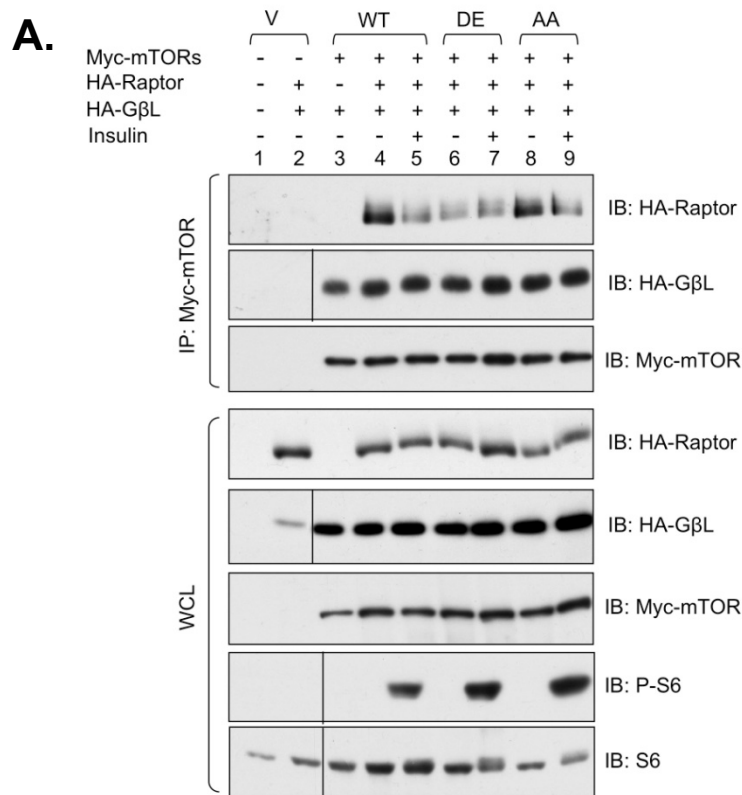 A.
V WT DE AA
Myc-mTORs - - + + + + + + +
HA-Raptor - + - + + + + + +
HA-GβL - + + + + + + + +
Insulin - - - - + - + - +
1 2 3 4 5 6 7 8 9
IP: Myc-mTOR
IB: HA-Raptor
IB: HA-GβL
IB: Myc-mTOR
WCL
IB: HA-Raptor
IB: HA-GβL
IB: Myc-mTOR
IB: P-S6
IB: S6